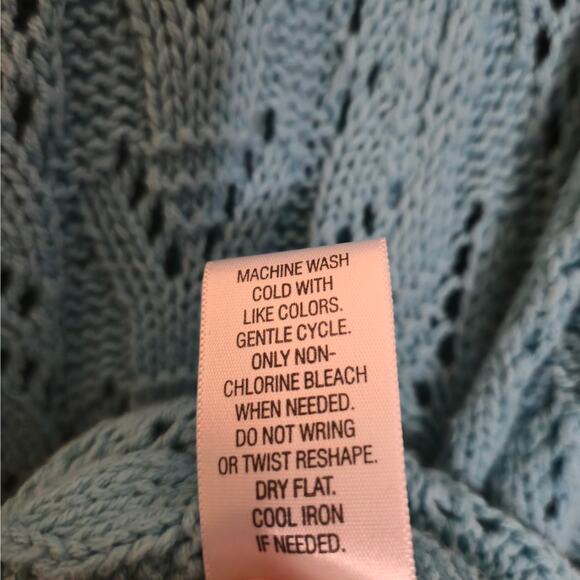 MACHINE WASH
COLD WITH
LIKE COLORS.
GENTLE CYCLE.
ONLY NON-
CHLORINE BLEACH
WHEN NEEDED.
DO NOT WRING
OR TWIST RESHAPE.
DRY FLAT.
COOL IRON
IF NEEDED.